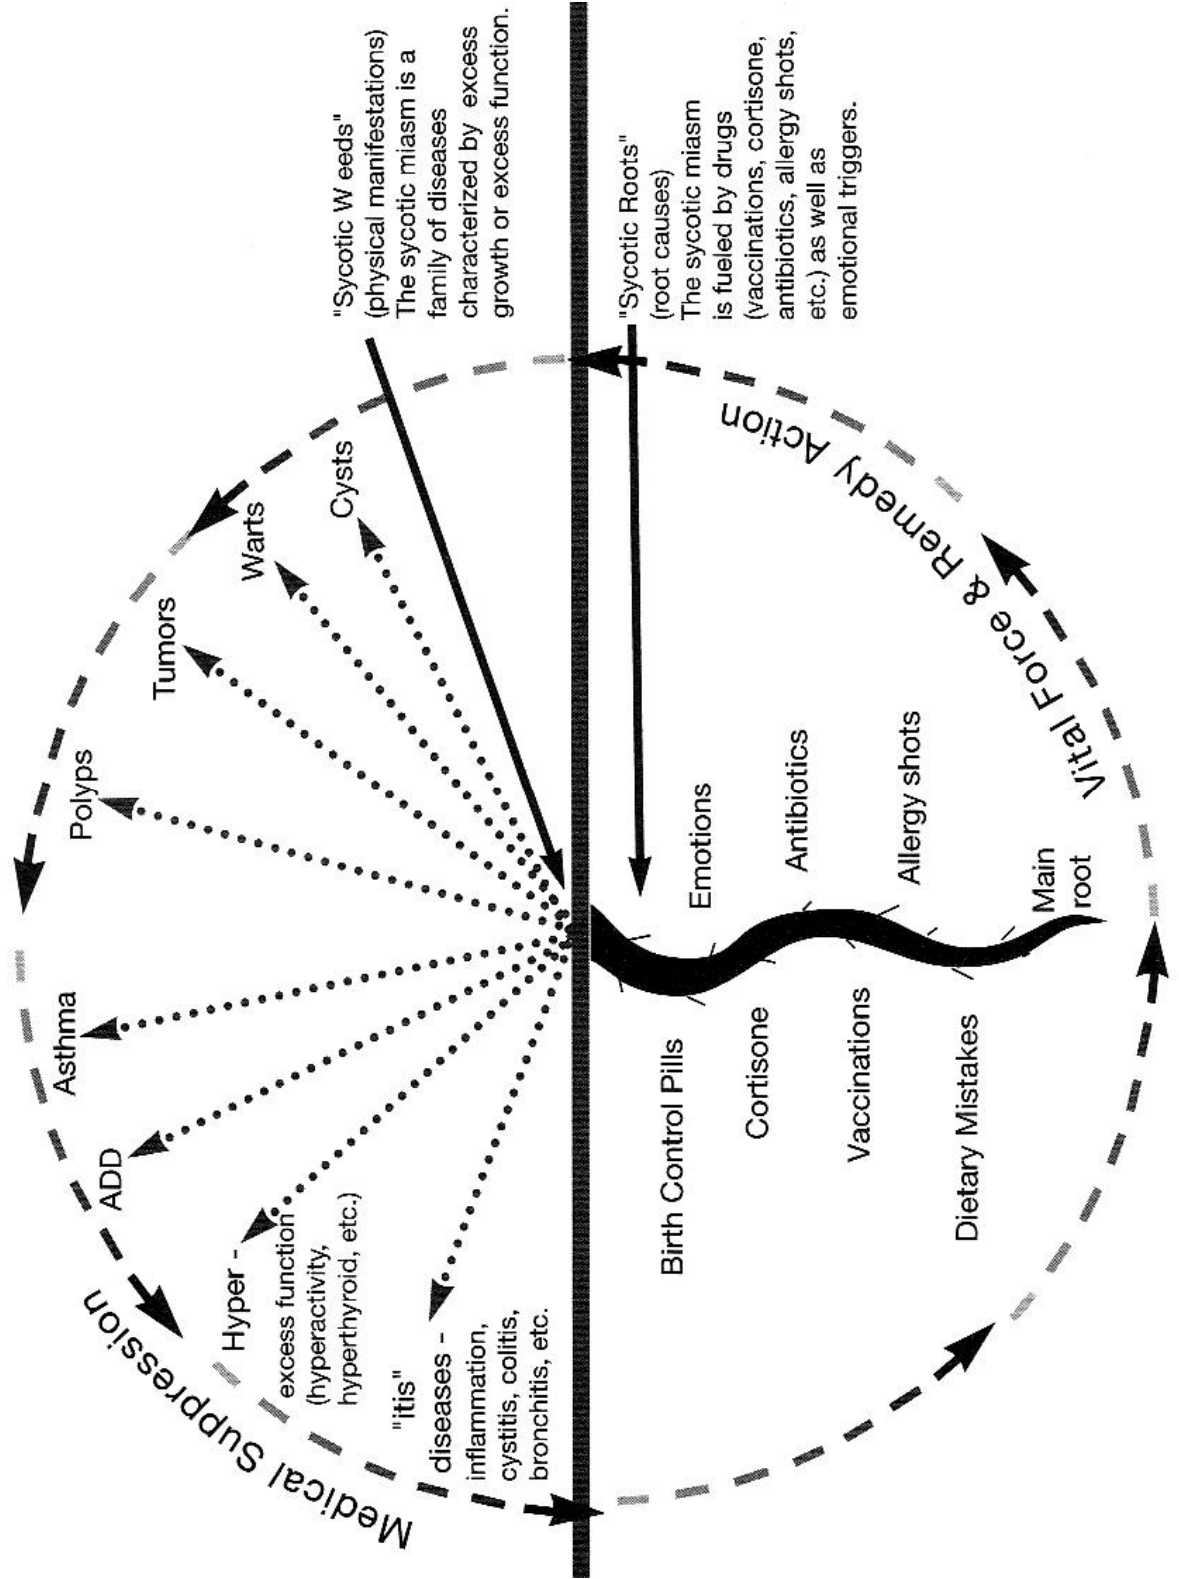 Medical Suppression
"itis"
diseases -
inflammation,
cystitis, colitis,
bronchitis, etc.
Hyper -
excess function
(hyperactivity,
hyperthyroid, etc.)
ADD
Asthma
Polyps
Tumors
Warts
Cysts
"Sycotic W eeds"
(physical manifestations)
The sycotic miasm is a
family of diseases
characterized by excess
growth or excess function.
"Sycotic Roots"
(root causes)
The sycotic miasm
is fueled by drugs
(vaccinations, cortisone,
antibiotics, allergy shots,
etc.) as well as
emotional triggers.
Birth Control Pills
Emotions
Cortisone
Antibiotics
Vaccinations
Allergy shots
Dietary Mistakes
Main
root
Vital Force & Remedy Action